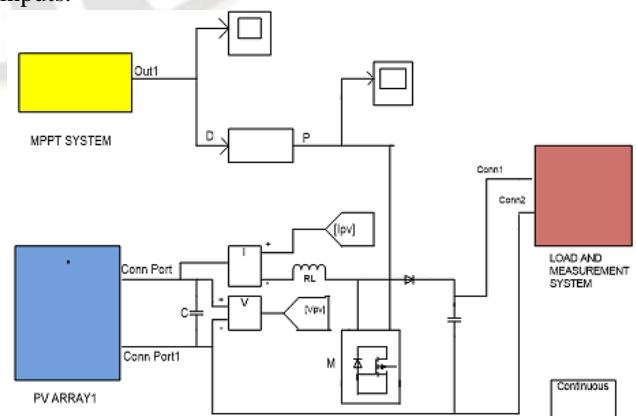 inputs.
Out1
MPPT SYSTEM
D
P
Conn1
Conn2
[Ipv]
+
I
-
RL
LOAD AND
MEASUREMENT
SYSTEM
Conn Port
C
+
V
-
[Vpv]
Conn Port1
M
PV ARRAY1
Continuous